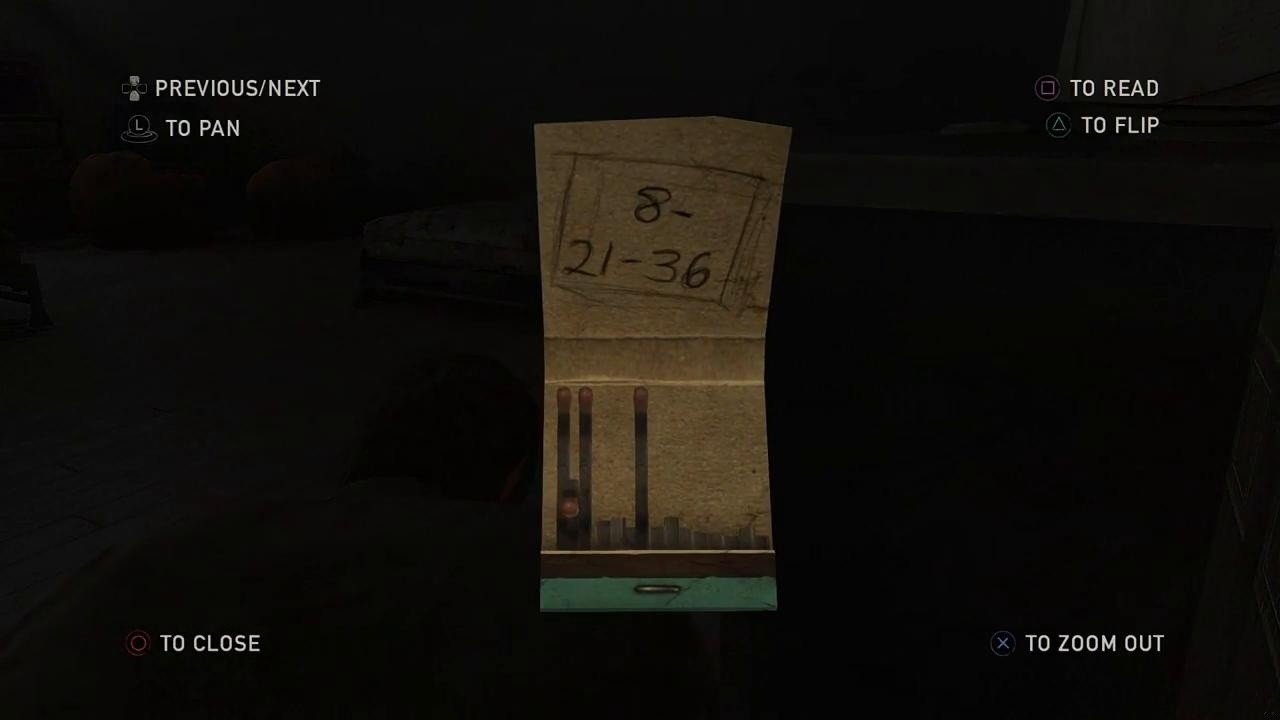 PREVIOUS/NEXT
L TO PAN
TO READ
TO FLIP
8-
21-36
TO CLOSE
TO ZOOM OUT